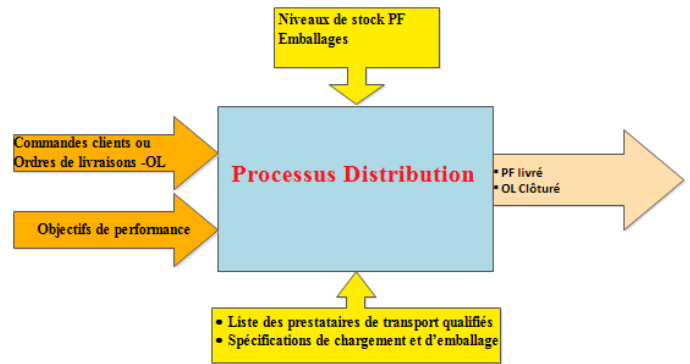 Niveaux de stock PF
Emballages
Commandes clients ou
Ordres de livraisons -OL
Processus Distribution
▪ PF livré
▪ OL Clôturé
Objectifs de performance
• Liste des prestataires de transport qualifiés
• Spécifications de chargement et d'emballage